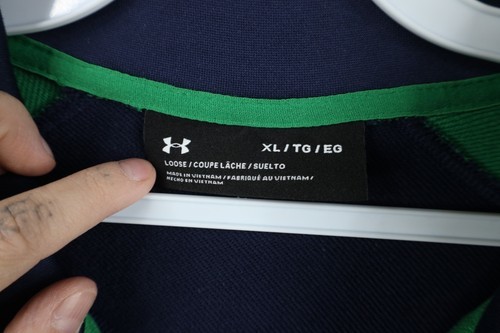 XL / TG / EG
LOOSE / COUPE LÂCHE / SUELTO
MADE IN VIETNAM / FABRIQUÉ AU VIETNAM /
HECHO EN VIETNAM